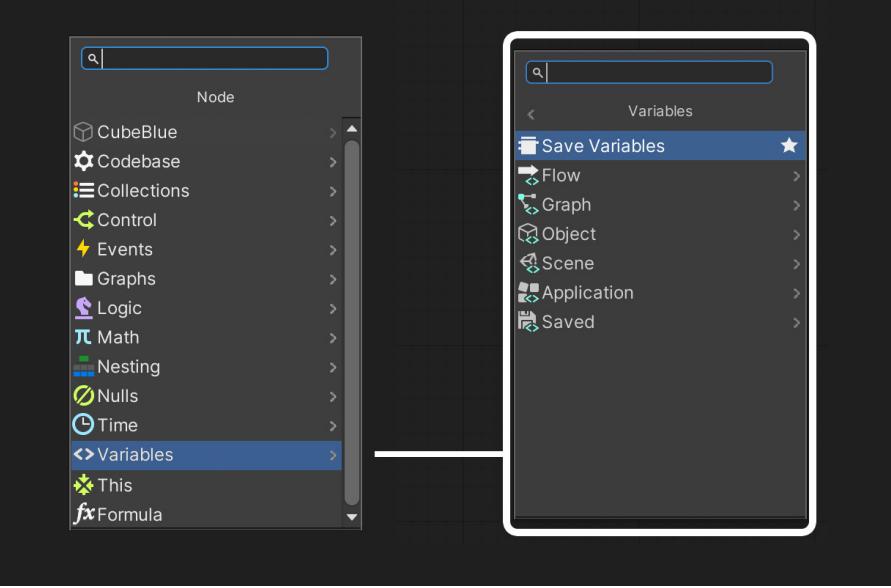 Node
CubeBlue
Codebase
Collections
Control
Events
Graphs
Logic
Math
Nesting
Nulls
Time
Variables
This
fx Formula
Variables
Save Variables
Flow
Graph
Object
Scene
Application
Saved